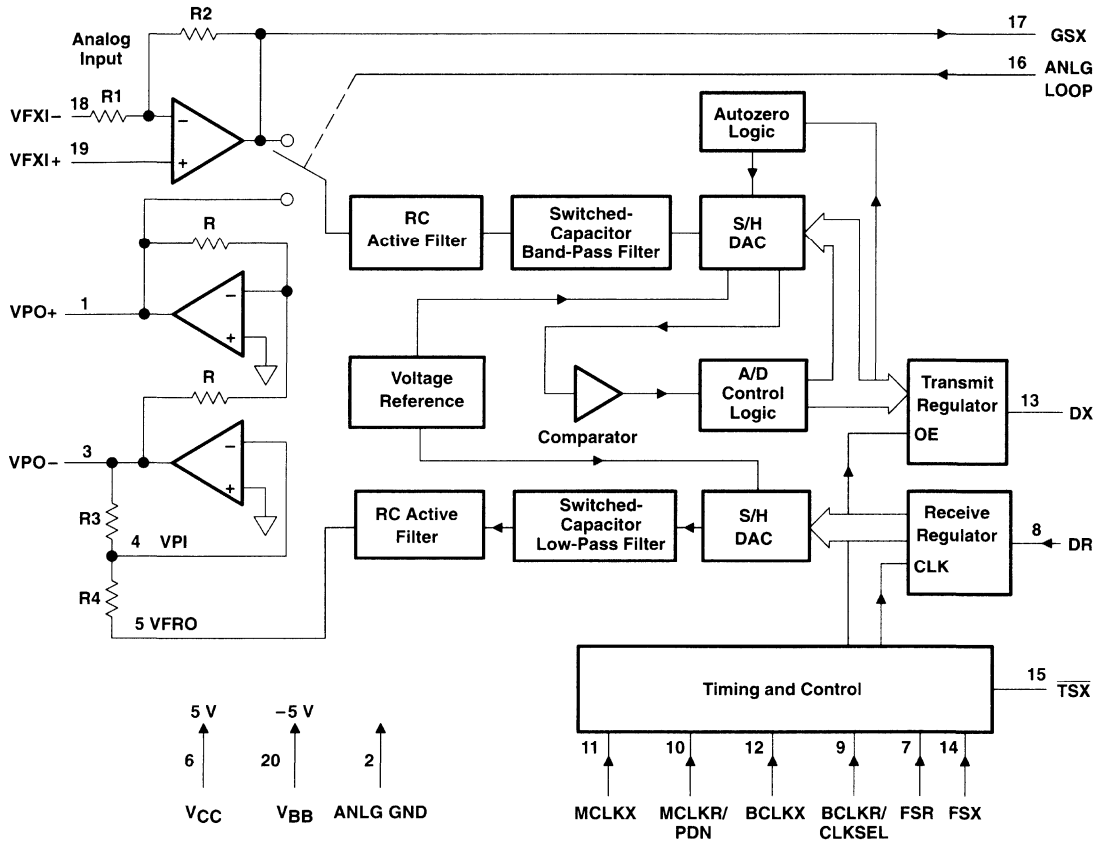 R2
17
GSX
Analog
Input
16
ANLG
LOOP
VFXI−
18
R1
−
VFXI+
19
+
Autozero
Logic
RC
Active Filter
Switched-
Capacitor
Band-Pass Filter
S/H
DAC
R
VPO+
1
−
+
R
Voltage
Reference
Comparator
A/D
Control
Logic
Transmit
Regulator
OE
13
DX
VPO−
3
−
+
R3
4 VPI
R4
5 VFRO
RC Active
Filter
Switched-
Capacitor
Low-Pass Filter
S/H
DAC
Receive
Regulator
CLK
8
DR
Timing and Control
15
TSX
5 V
−5 V
6
20
2
VCC
VBB
ANLG GND
11
10
12
9
7
14
MCLKX
MCLKR/
PDN
BCLKX
BCLKR/
CLKSEL
FSR
FSX